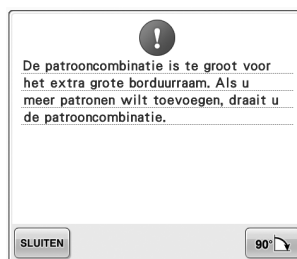 De patrooncombinatie is te groot voor
het extra grote borduurraam. Als u
meer patronen wilt toevoegen, draait u
de patrooncombinatie.
SLUITEN
90°